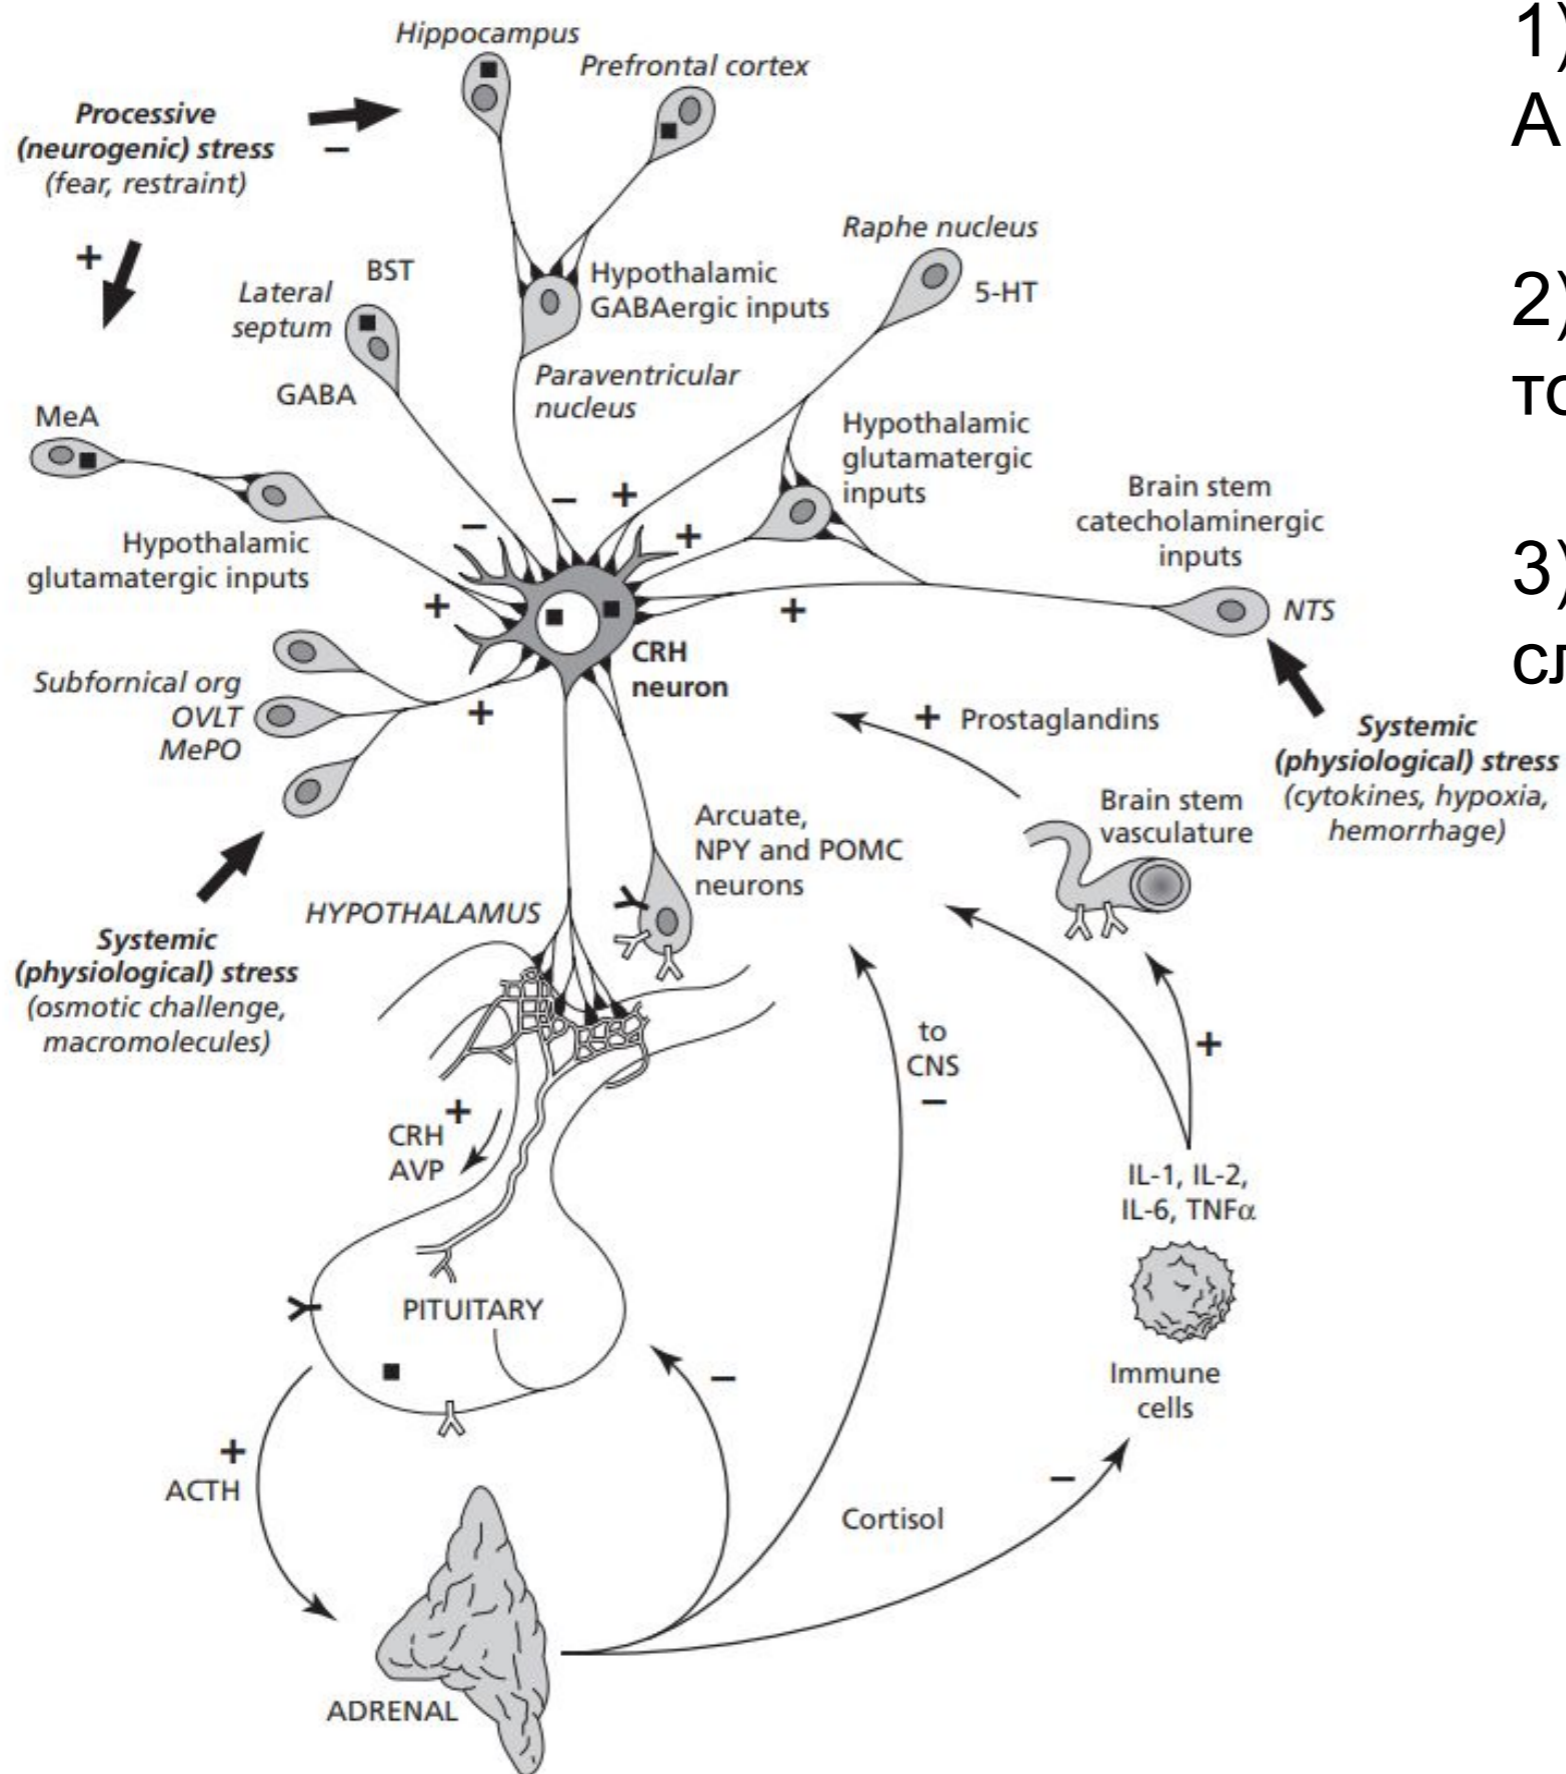 Hippocampus
Prefrontal cortex
Processive
(neurogenic) stress
(fear, restraint)
−
+
Raphe nucleus
5-HT
BST
Lateral
septum
GABA
Hypothalamic
GABAergic inputs
Paraventricular
nucleus
MeA
Hypothalamic
glutamatergic
inputs
Brain stem
catecholaminergic
inputs
− +
−
+
Hypothalamic
glutamatergic inputs
+
+
NTS
CRH
neuron
Subfornical org
OVLT
MePO
+
+ Prostaglandins
Systemic
(physiological) stress
(cytokines, hypoxia,
hemorrhage)
Brain stem
vasculature
Arcuate,
NPY and POMC
neurons
HYPOTHALAMUS
Systemic
(physiological) stress
(osmotic challenge,
macromolecules)
to
CNS
−
+
+
CRH
AVP
IL-1, IL-2,
IL-6, TNFα
PITUITARY
−
Immune
cells
+
ACTH
−
Cortisol
ADRENAL
1)
А
2)
то
3)
сл